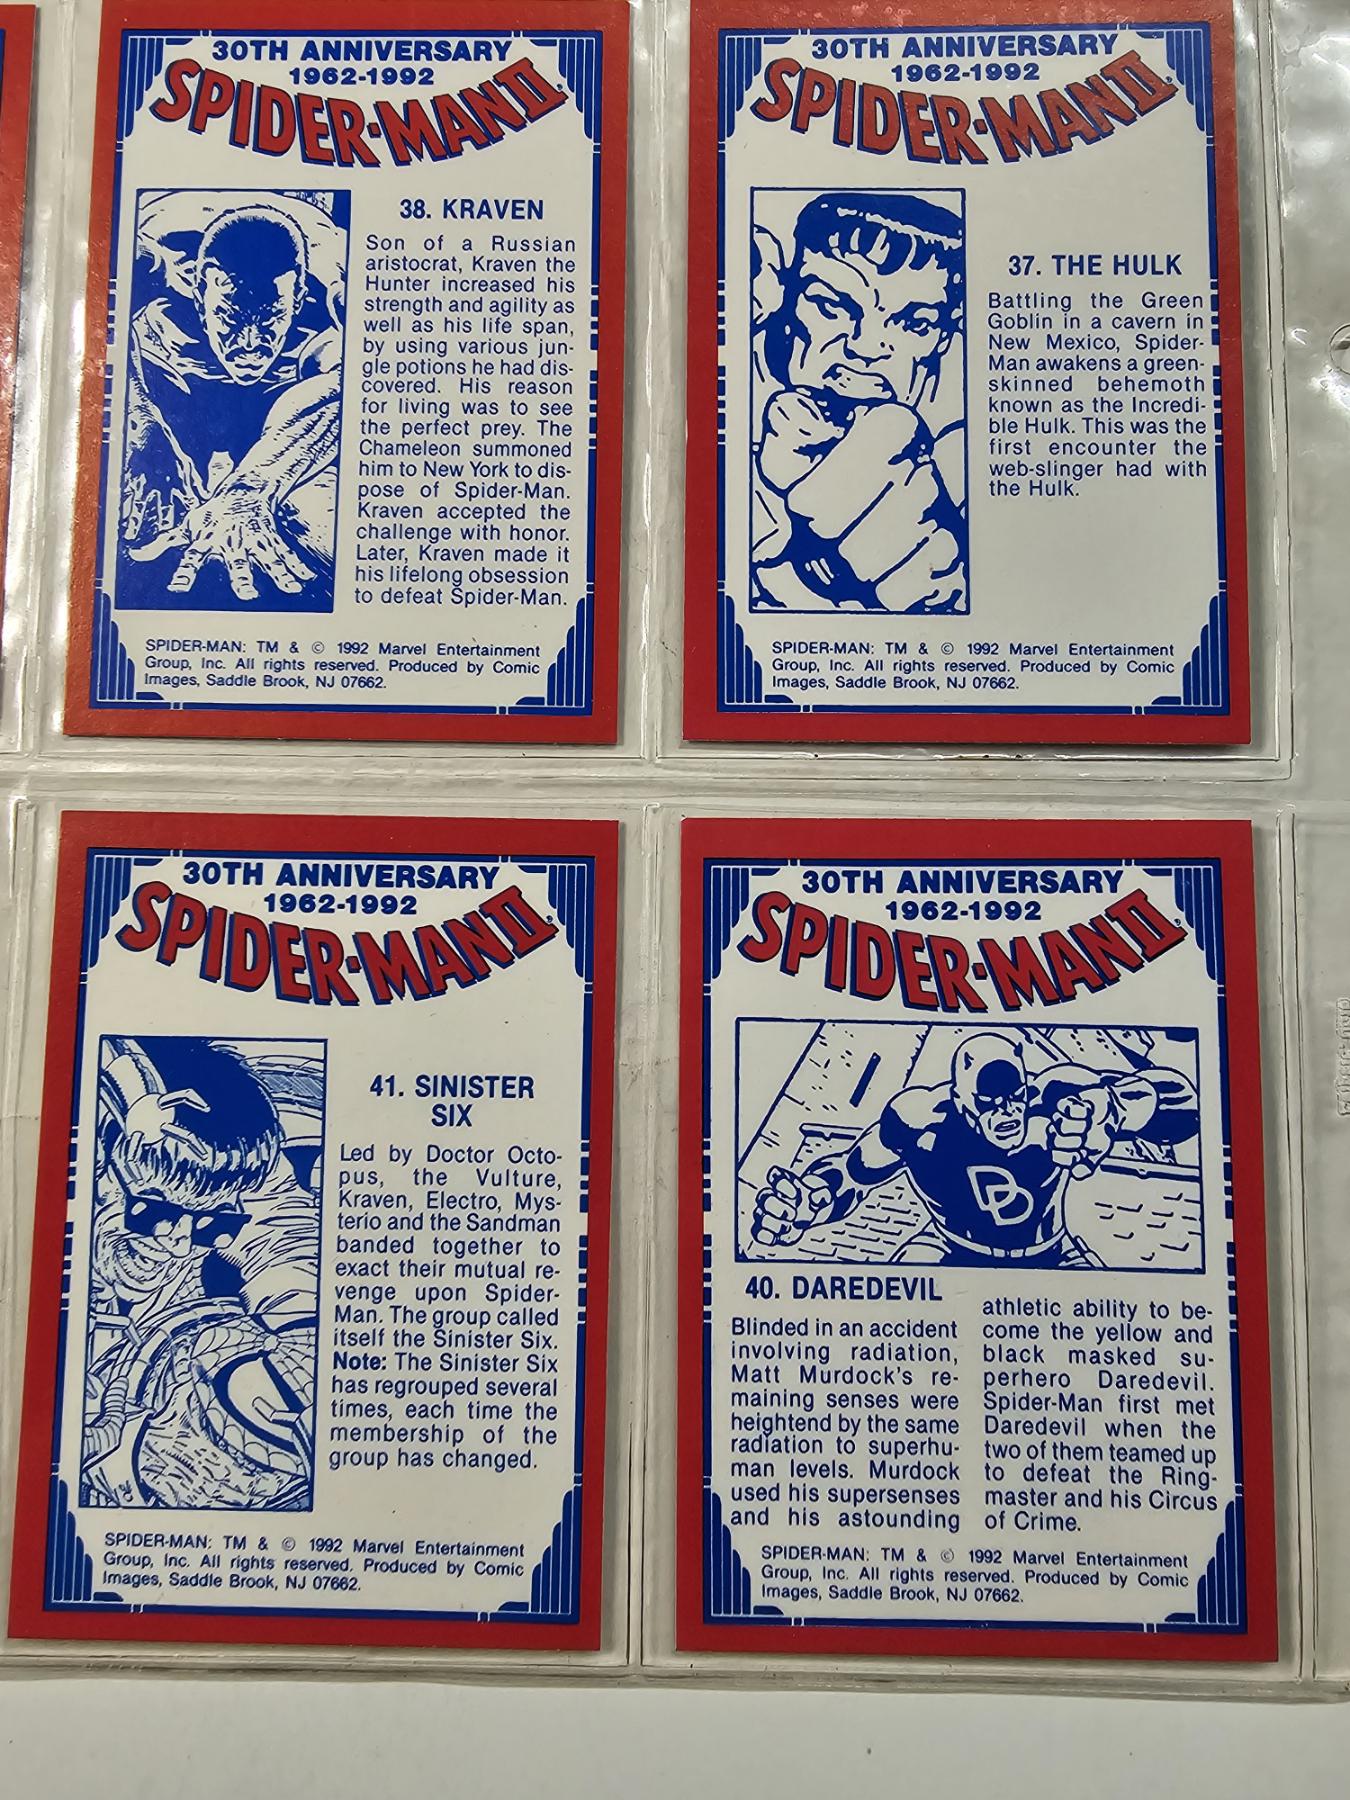 30TH ANNIVERSARY
1962-1992
SPIDER-MAN II
38. KRAVEN
Son of a Russian
aristocrat, Kraven the
Hunter increased his
strength and agility as
well as his life span,
by using various jun-
gle potions he had dis-
covered. His reason
for living was to see
the perfect prey. The
Chameleon summoned
him to New York to dis-
pose of Spider-Man.
Kraven accepted the
challenge with honor.
Later, Kraven made it
his lifelong obsession
to defeat Spider-Man.
SPIDER-MAN: TM & © 1992 Marvel Entertainment
Group, Inc. All rights reserved. Produced by Comic
Images, Saddle Brook, NJ 07662.
30TH ANNIVERSARY
1962-1992
SPIDER-MAN II
37. THE HULK
Battling the Green
Goblin in a cavern in
New Mexico, Spider-
Man awakens a green-
skinned behemoth
known as the Incredi-
ble Hulk. This was the
first encounter the
web-slinger had with
the Hulk.
SPIDER-MAN: TM & © 1992 Marvel Entertainment
Group, Inc. All rights reserved. Produced by Comic
Images, Saddle Brook, NJ 07662.
30TH ANNIVERSARY
1962-1992
SPIDER-MAN II
41. SINISTER
SIX
Led by Doctor Octo-
pus, the Vulture,
Kraven, Electro, Mys-
terio and the Sandman
banded together to
exact their mutual re-
venge upon Spider-
Man. The group called
itself the Sinister Six.
Note: The Sinister Six
has regrouped several
times, each time the
membership of the
group has changed.
SPIDER-MAN: TM & © 1992 Marvel Entertainment
Group, Inc. All rights reserved. Produced by Comic
Images, Saddle Brook, NJ 07662.
30TH ANNIVERSARY
1962-1992
SPIDER-MAN II
DD
40. DAREDEVIL
Blinded in an accident
involving radiation,
Matt Murdock's re-
maining senses were
heightend by the same
radiation to superhu-
man levels. Murdock
used his supersenses
and his astounding
athletic ability to be-
come the yellow and
black masked su-
perhero Daredevil.
Spider-Man first met
Daredevil when the
two of them teamed up
to defeat the Ring-
master and his Circus
of Crime.
SPIDER-MAN: TM & © 1992 Marvel Entertainment
Group, Inc. All rights reserved. Produced by Comic
Images, Saddle Brook, NJ 07662.